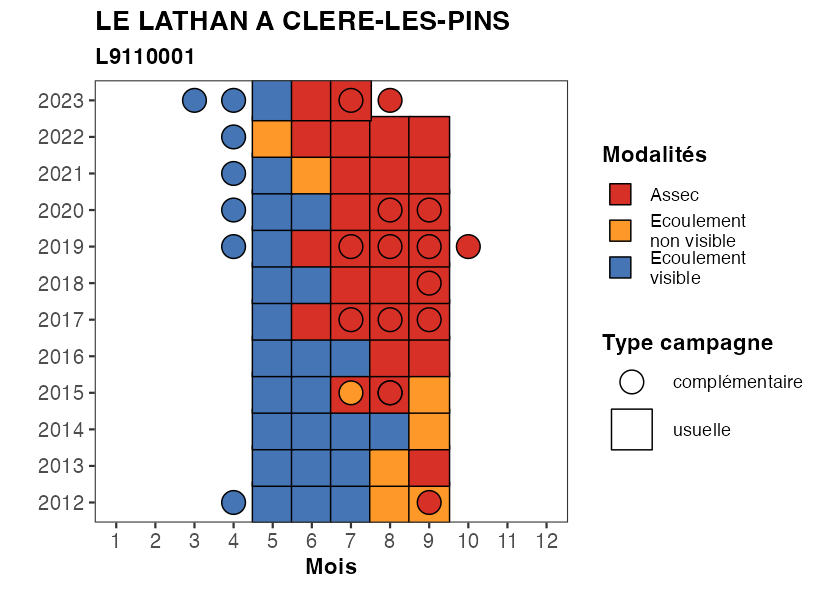 LE LATHAN A CLERE-LES-PINS
L9110001
2023
2022
2021
2020
2019
2018
2017
2016
2015
2014
2013
2012
1 2 3 4 5 6 7 8 9 10 11 12
Mois
Modalités
Assec
Ecoulement
non visible
Ecoulement
visible
Type campagne
complémentaire
usuelle